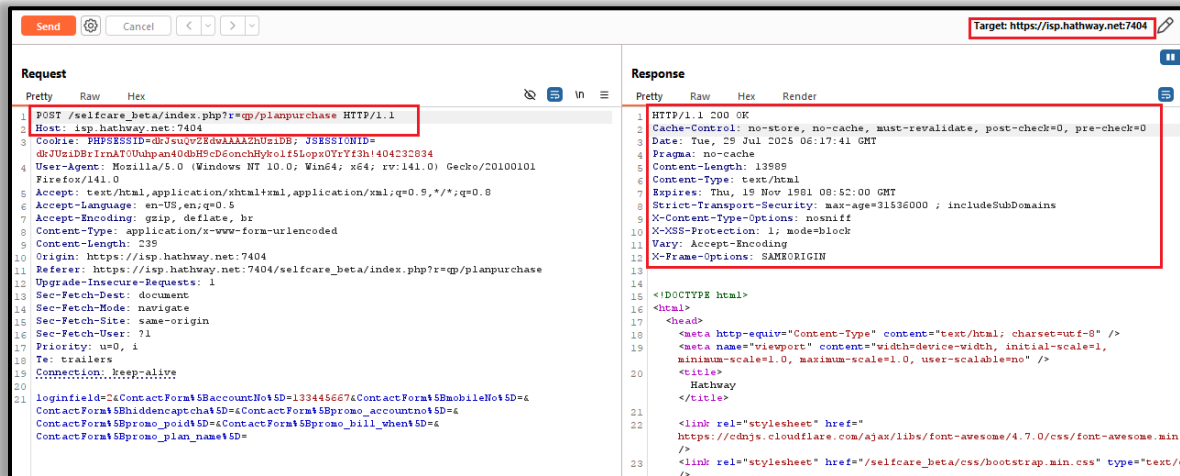 Send Cancel < >
Target: https://isp.hathway.net:7404
Request
Pretty Raw Hex \n
1 POST /selfcare_beta/index.php?r=qp/planpurchase HTTP/1.1
2 Host: isp.hathway.net:7404
3 Cookie: PHPSESSID=dkJsuQvZEdwAAAAZhUziDB; JSESSIONID=
4 User-Agent: Mozilla/5.0 (Windows NT 10.0; Win64; x64; rv:141.0) Gecko/20100101
Firefox/141.0
5 Accept: text/html,application/xhtml+xml,application/xml;q=0.9,*/*;q=0.8
6 Accept-Language: en-US,en;q=0.5
7 Accept-Encoding: gzip, deflate, br
8 Content-Type: application/x-www-form-urlencoded
9 Content-Length: 239
10 Origin: https://isp.hathway.net:7404
11 Referer: https://isp.hathway.net:7404/selfcare_beta/index.php?r=qp/planpurchase
12 Upgrade-Insecure-Requests: 1
13 Sec-Fetch-Dest: document
14 Sec-Fetch-Mode: navigate
15 Sec-Fetch-Site: same-origin
16 Sec-Fetch-User: ?1
17 Priority: u=0, i
18 Te: trailers
19 Connection: keep-alive
20
21 loginfield=2&ContactForm%5BaccountNo%5D=133445667&ContactForm%5BmobileNo%5D=&
ContactForm%5Bhiddencaptcha%5D=&ContactForm%5Bpromo_accountno%5D=&
ContactForm%5Bpromo_poid%5D=&ContactForm%5Bpromo_bill_when%5D=&
ContactForm%5Bpromo_plan_name%5D=
Response
Pretty Raw Hex Render
1 HTTP/1.1 200 OK
2 Cache-Control: no-store, no-cache, must-revalidate, post-check=0, pre-check=0
3 Date: Tue, 29 Jul 2025 06:17:41 GMT
4 Pragma: no-cache
5 Content-Length: 13989
6 Content-Type: text/html
7 Expires: Thu, 19 Nov 1981 08:52:00 GMT
8 Strict-Transport-Security: max-age=31536000 ; includeSubDomains
9 X-Content-Type-Options: nosniff
10 X-XSS-Protection: 1; mode=block
11 Vary: Accept-Encoding
12 X-Frame-Options: SAMEORIGIN
13
14
15 <!DOCTYPE html>
16 <html>
17 <head>
18 <meta http-equiv="Content-Type" content="text/html; charset=utf-8" />
19 <meta name="viewport" content="width=device-width, initial-scale=1,
minimum-scale=1.0, maximum-scale=1.0, user-scalable=no" />
20 <title>
Hathway
</title>
21
22 <link rel="stylesheet" href="
https://cdnjs.cloudflare.com/ajax/libs/font-awesome/4.7.0/css/font-awesome.min
/>
23 <link rel="stylesheet" href="/selfcare_beta/css/bootstrap.min.css" type="text/
/>